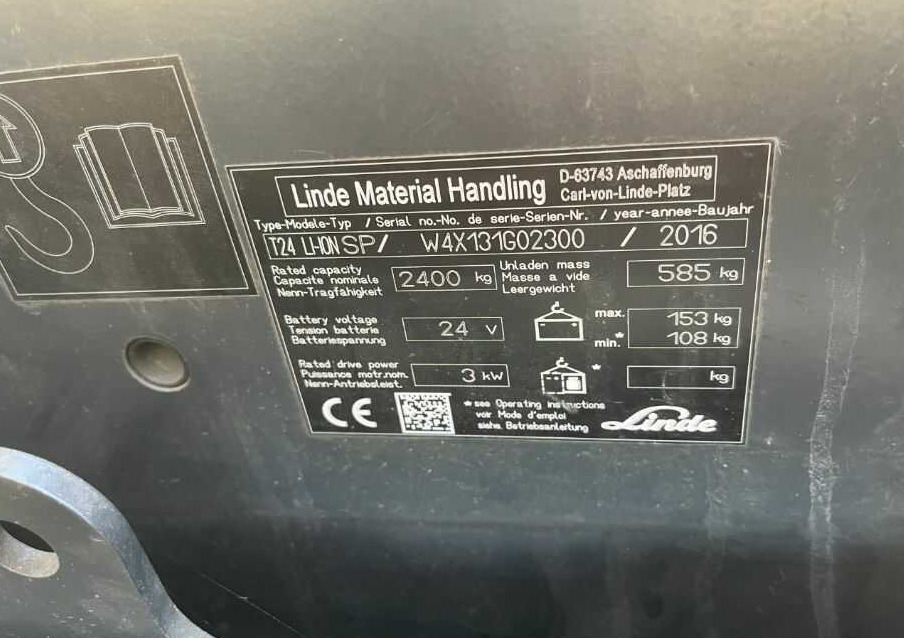 Linde Material Handling
D-63743 Aschaffenburg
Carl-von-Linde-Platz
Type-Modele-Typ / Serial no.-No. de serie-Serien-Nr. / year-annee-Baujahr
T24 LI-ION SP / W4X131G02300 / 2016
Rated capacity
Capacite nominale
Nenn-Tragfähigkeit
2400 kg
Unladen mass
Masse a vide
Leergewicht
585 kg
Battery voltage
Tension batterie
Batteriespannung
24 V
max. 153 kg
min.* 108 kg
Rated drive power
Puissance motr.nom.
Nenn-Antriebsleist.
3 kW
*
kg
CE
*see Operating instructions
voir Mode d'emploi
siehe Betriebsanleitung
Linde